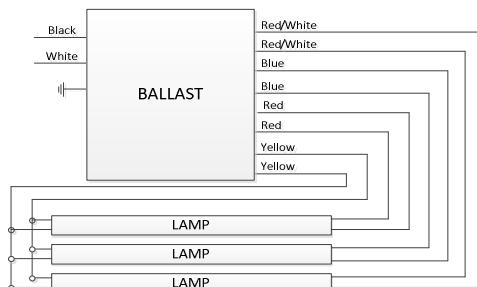 Black
White
BALLAST
Red/White
Red/White
Blue
Blue
Red
Red
Yellow
Yellow
LAMP
LAMP
LAMP